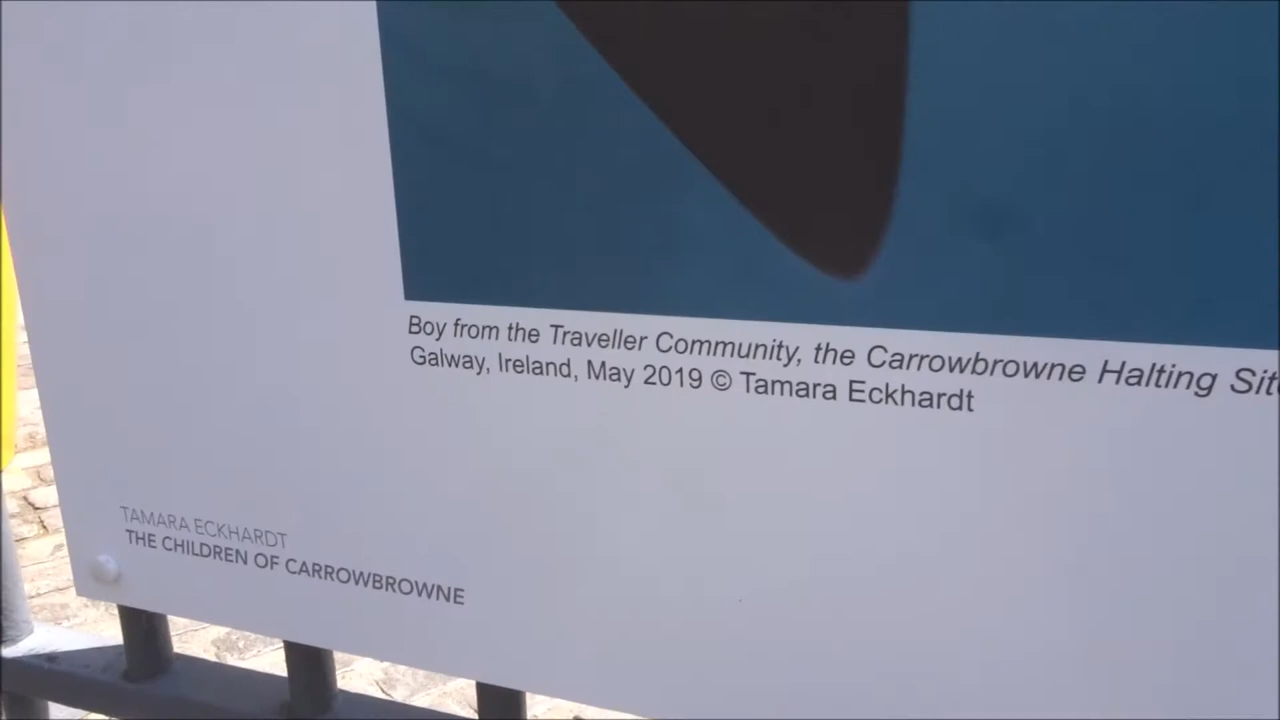 Boy from the Traveller Community, the Carrowbrowne Halting
Galway, Ireland, May 2019 © Tamara Eckhardt
TAMARA ECKHARDT
THE CHILDREN OF CARROWBROWNE